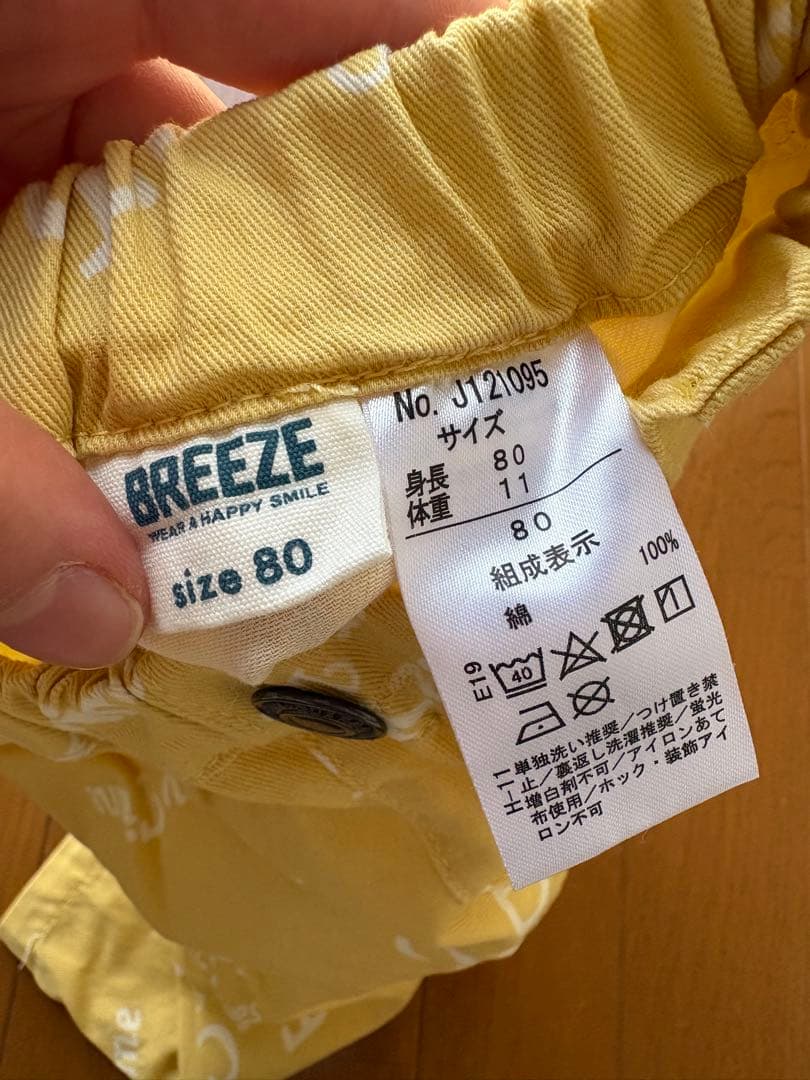 BREEZE
WEAR A HAPPY SMILE
size 80
No. J121095
サイズ
身長 80
体重 11
80
組成表示
綿 100%
E19
40
単独洗い推奨/つけ置き禁
止/裏返し洗濯推奨/蛍光
増白剤不可/アイロンあて
布使用/ホック・装飾アイ
ロン不可